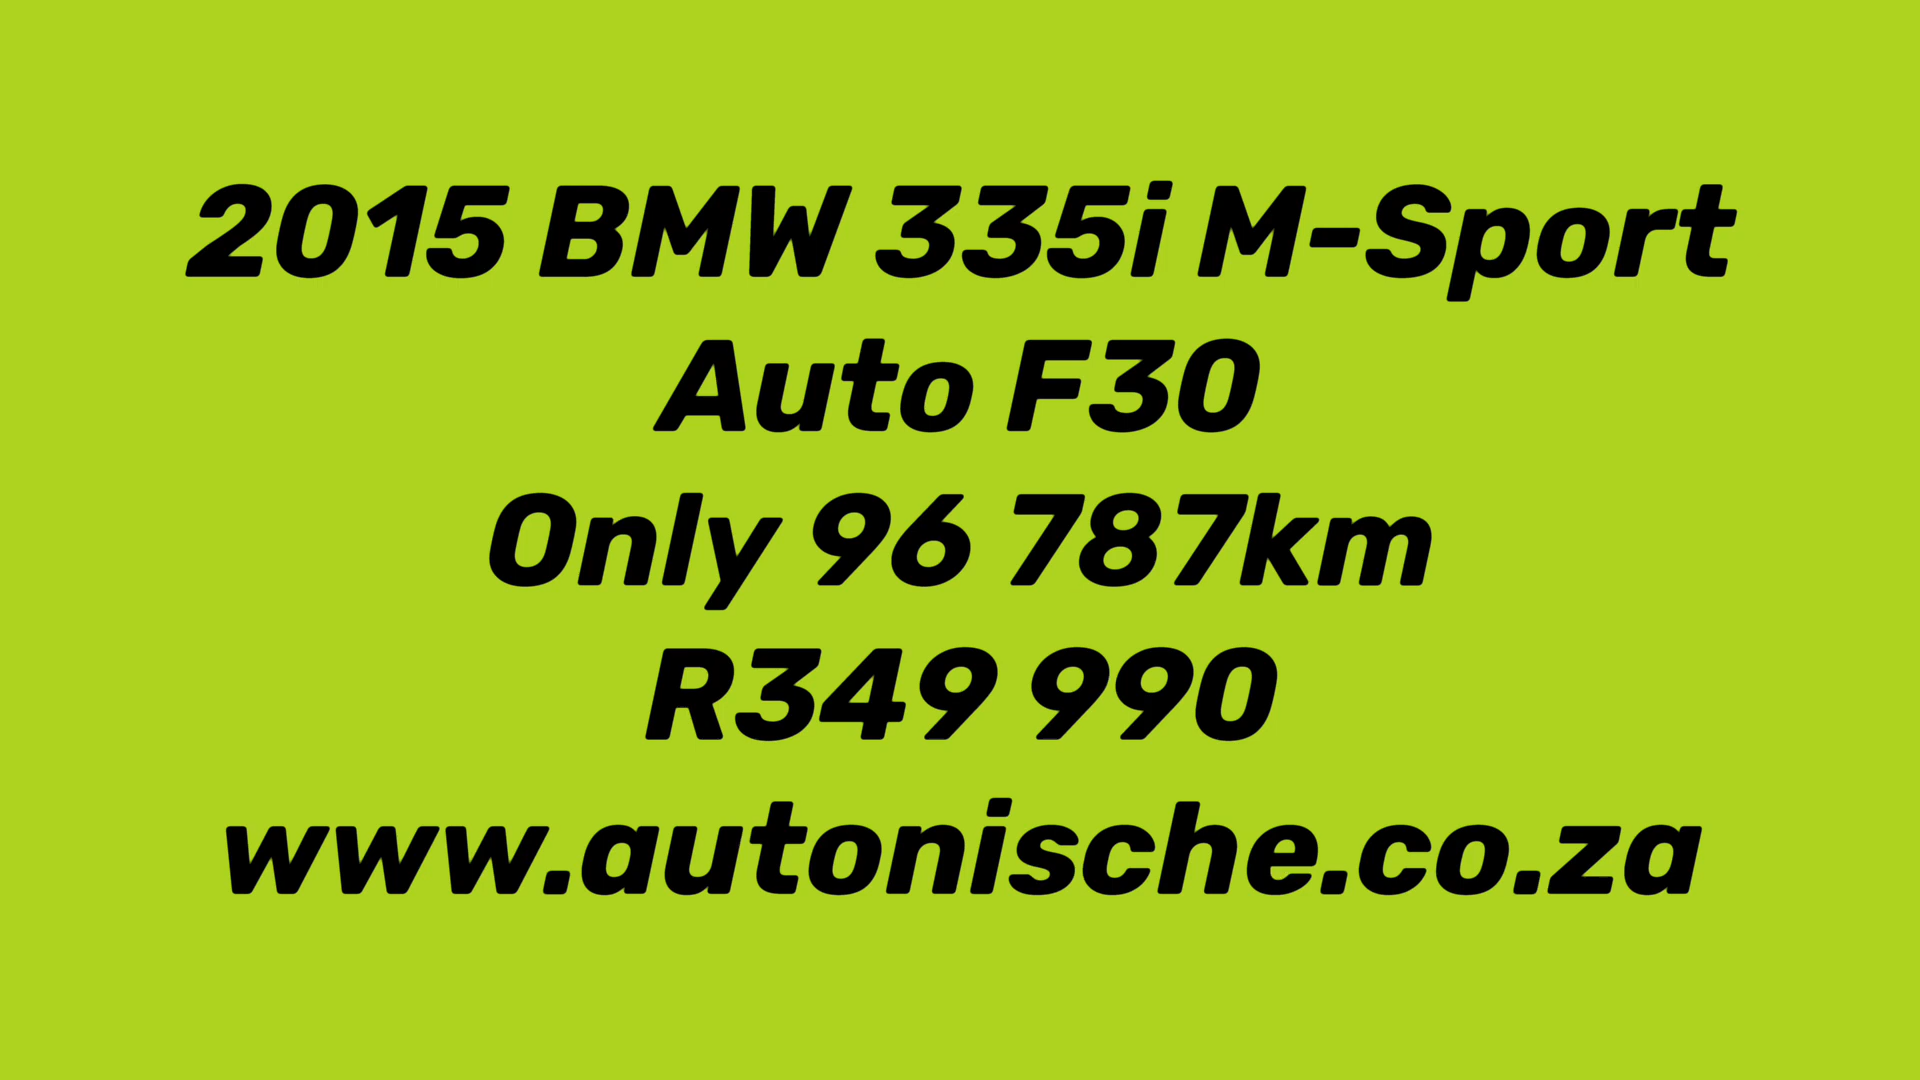 2015 BMW 335i M-Sport
Auto F30
Only 96 787km
R349 990
www.autonische.co.za